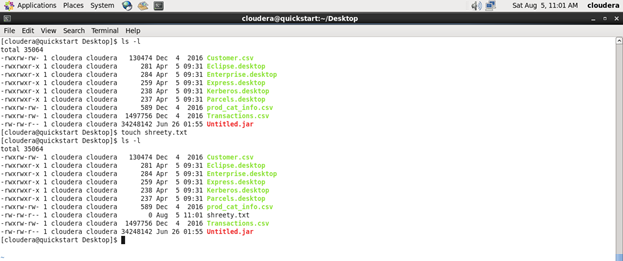 Applications Places System Sat Aug 5, 11:01 AM cloudera
cloudera@quickstart:~/Desktop
File Edit View Search Terminal Help
[cloudera@quickstart Desktop]$ ls -l
total 35064
-rwxrw-rw- 1 cloudera cloudera 130474 Dec 4 2016 Customer.csv
-rwxrwxr-x 1 cloudera cloudera 281 Apr 5 09:31 Eclipse.desktop
-rwxrwxr-x 1 cloudera cloudera 284 Apr 5 09:31 Enterprise.desktop
-rwxrwxr-x 1 cloudera cloudera 259 Apr 5 09:31 Express.desktop
-rwxrwxr-x 1 cloudera cloudera 238 Apr 5 09:31 Kerberos.desktop
-rwxrwxr-x 1 cloudera cloudera 237 Apr 5 09:31 Parcels.desktop
-rwxrw-rw- 1 cloudera cloudera 589 Dec 4 2016 prod_cat_info.csv
-rwxrw-rw- 1 cloudera cloudera 1497756 Dec 4 2016 Transactions.csv
-rw-rw-r-- 1 cloudera cloudera 34248142 Jun 26 01:55 Untitled.jar
[cloudera@quickstart Desktop]$ touch shreety.txt
[cloudera@quickstart Desktop]$ ls -l
total 35064
-rwxrw-rw- 1 cloudera cloudera 130474 Dec 4 2016 Customer.csv
-rwxrwxr-x 1 cloudera cloudera 281 Apr 5 09:31 Eclipse.desktop
-rwxrwxr-x 1 cloudera cloudera 284 Apr 5 09:31 Enterprise.desktop
-rwxrwxr-x 1 cloudera cloudera 259 Apr 5 09:31 Express.desktop
-rwxrwxr-x 1 cloudera cloudera 238 Apr 5 09:31 Kerberos.desktop
-rwxrwxr-x 1 cloudera cloudera 237 Apr 5 09:31 Parcels.desktop
-rwxrw-rw- 1 cloudera cloudera 589 Dec 4 2016 prod_cat_info.csv
-rw-rw-r-- 1 cloudera cloudera 0 Aug 5 11:01 shreety.txt
-rwxrw-rw- 1 cloudera cloudera 1497756 Dec 4 2016 Transactions.csv
-rw-rw-r-- 1 cloudera cloudera 34248142 Jun 26 01:55 Untitled.jar
[cloudera@quickstart Desktop]$
~